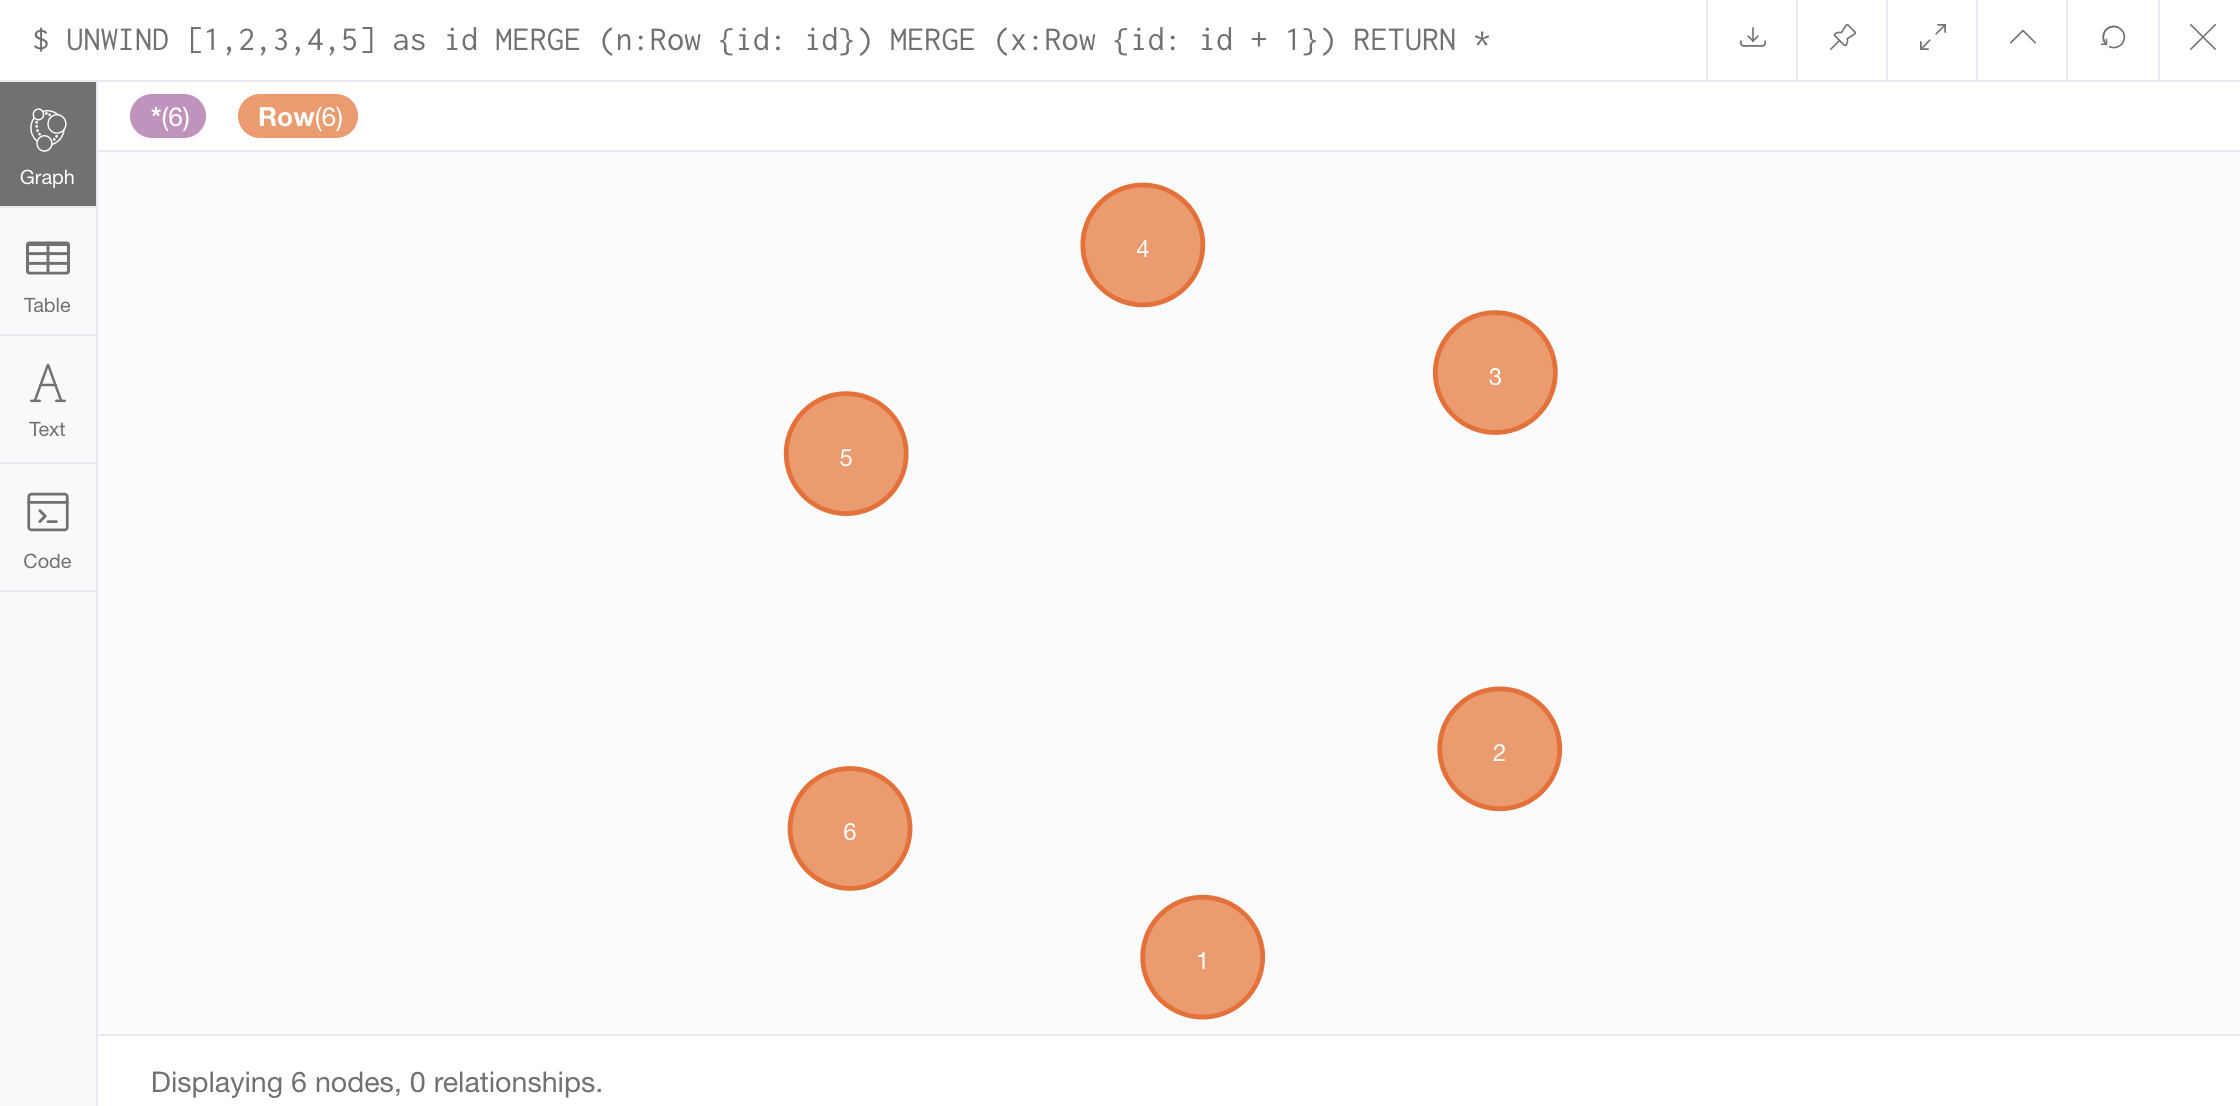 $ UNWIND [1,2,3,4,5] as id MERGE (n:Row {id: id}) MERGE (x:Row {id: id + 1}) RETURN *
*(6) Row(6)
Graph
Table
Text
Code
4
3
5
2
6
1
Displaying 6 nodes, 0 relationships.